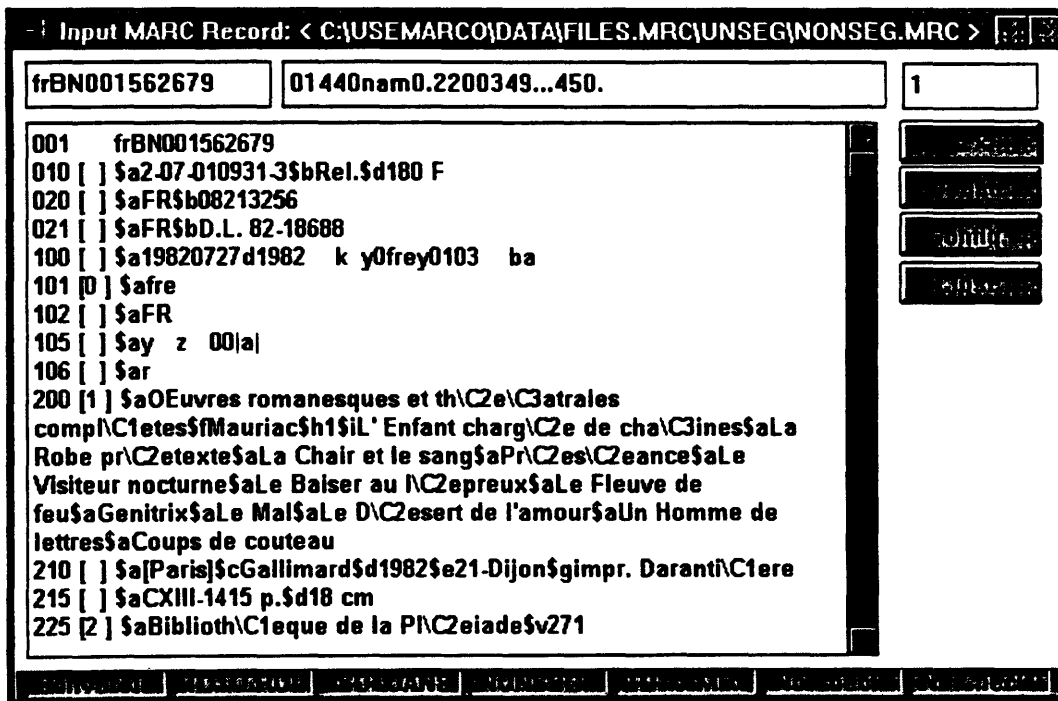 Input MARC Record: < C:\USEMARCO\DATA\FILES.MRC\UNSEG\NONSEG.MRC >
frBN001562679 01440nam0.2200349...450. 1
001 frBN001562679
010 [ ] $a2-07-010931-3$bRel.$d180 F
020 [ ] $aFR$b08213256
021 [ ] $aFR$bD.L. 82-18688
100 [ ] $a19820727d1982 k y0frey0103 ba
101 [0 ] $afre
102 [ ] $aFR
105 [ ] $ay z 00|a|
106 [ ] $ar
200 [1 ] $aOEuvres romanesques et th\C2e\C3atrales
compl\C1etes$fMauriac$h1$iL' Enfant charg\C2e de cha\C3ines$aLa
Robe pr\C2etexte$aLa Chair et le sang$aPr\C2es\C2eance$aLe
Visiteur nocturne$aLe Baiser au l\C2epreux$aLe Fleuve de
feu$aGenitrix$aLe Mal$aLe D\C2esert de l'amour$aUn Homme de
lettres$aCoups de couteau
210 [ ] $a[Paris]$cGallimard$d1982$e21-Dijon$gimpr. Daranti\C1ere
215 [ ] $aCXIII-1415 p.$d18 cm
225 [2 ] $aBiblioth\C1eque de la Pl\C2eiade$v271